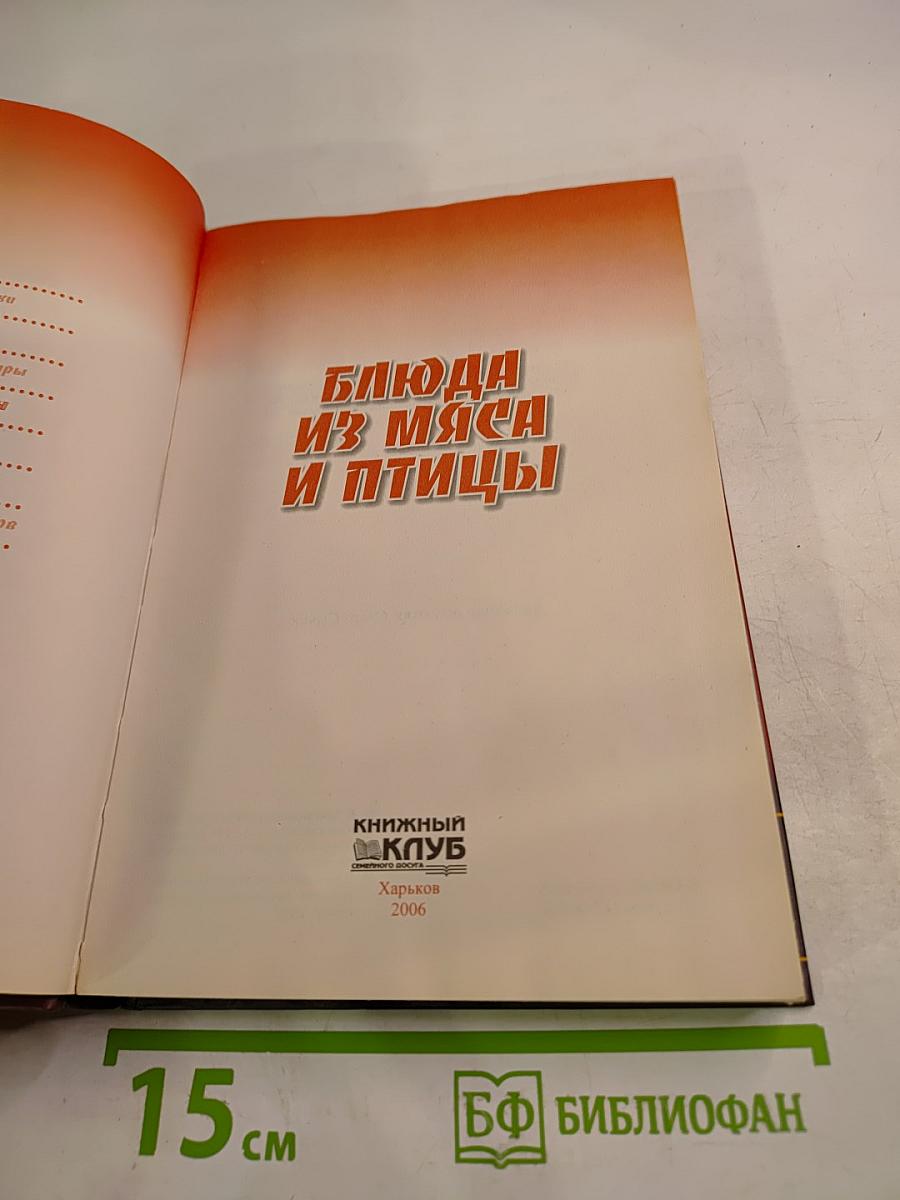 БЛЮДА
ИЗ МЯСА
И ПТИЦЫ
КНИЖНЫЙ
КЛУБ
СЕМЕЙНОГО ДОСУГА
Харьков
2006
15 см
БФ БИБЛИОФАН